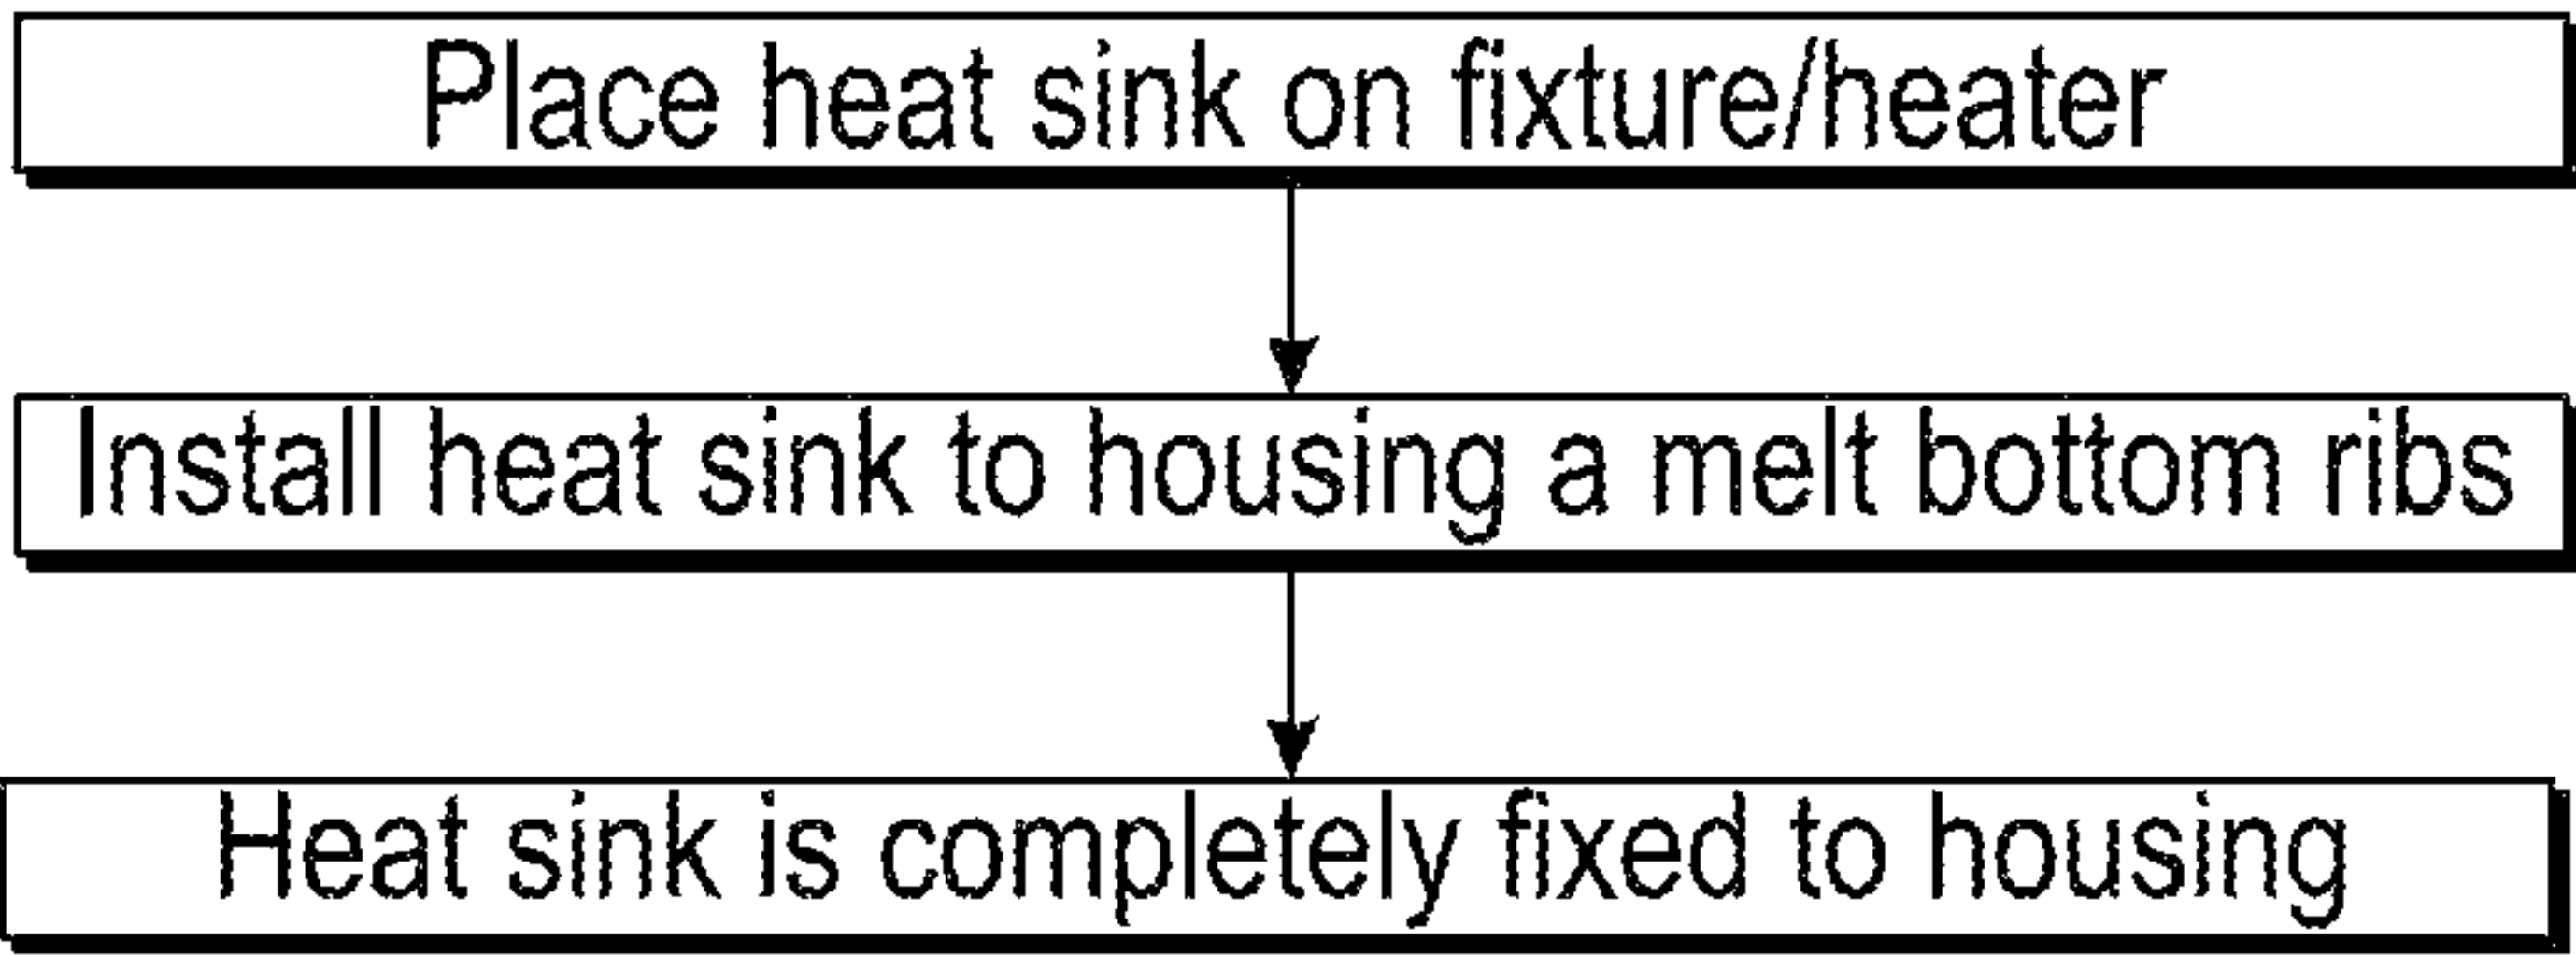 Place heat sink on fixture/heater
Install heat sink to housing a melt bottom ribs
Heat sink is completely fixed to housing